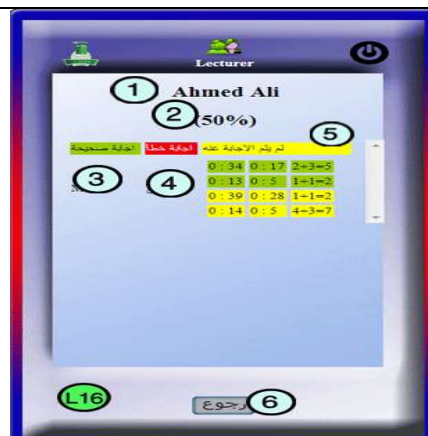 Lecturer
1 Ahmed Ali
2 (50%)
5
اجابة صحيحة اجابة خطأ لم يتم الاجابة عنه
3 4
0 : 34 0 : 17 2+3=5
0 : 13 0 : 5 1+1=2
0 : 39 0 : 28 1+1=2
0 : 14 0 : 5 4+3=7
L16
رجوع 6